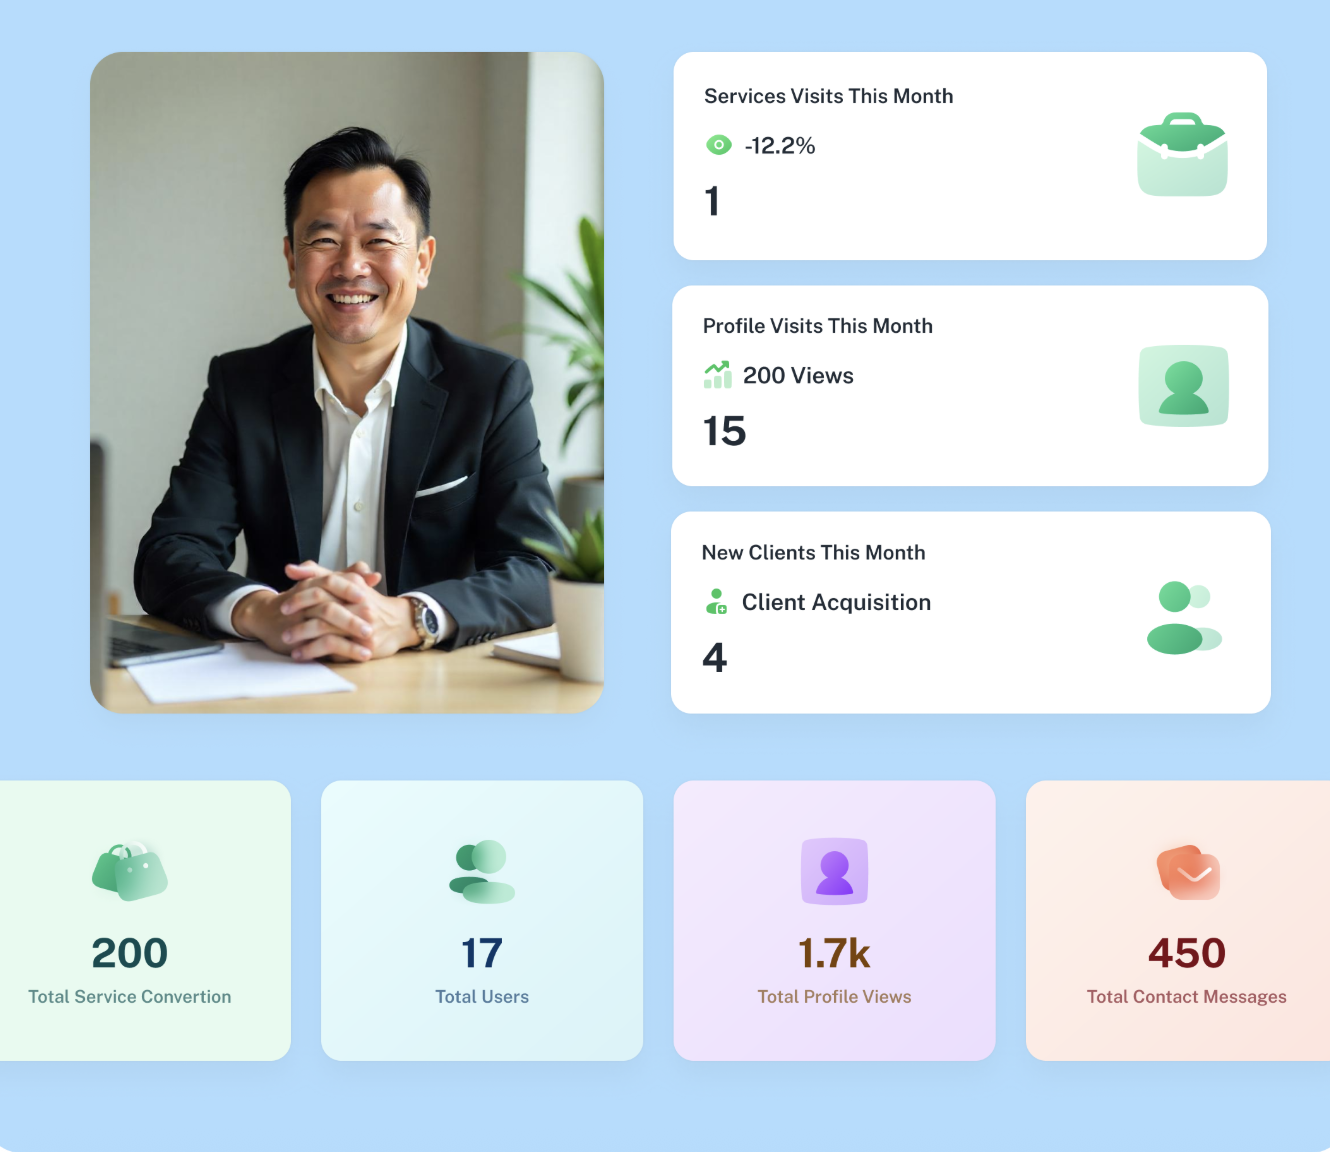 Services Visits This Month
-12.2%
1
Profile Visits This Month
200 Views
15
New Clients This Month
Client Acquisition
4
200
Total Service Convertion
17
Total Users
1.7k
Total Profile Views
450
Total Contact Messages